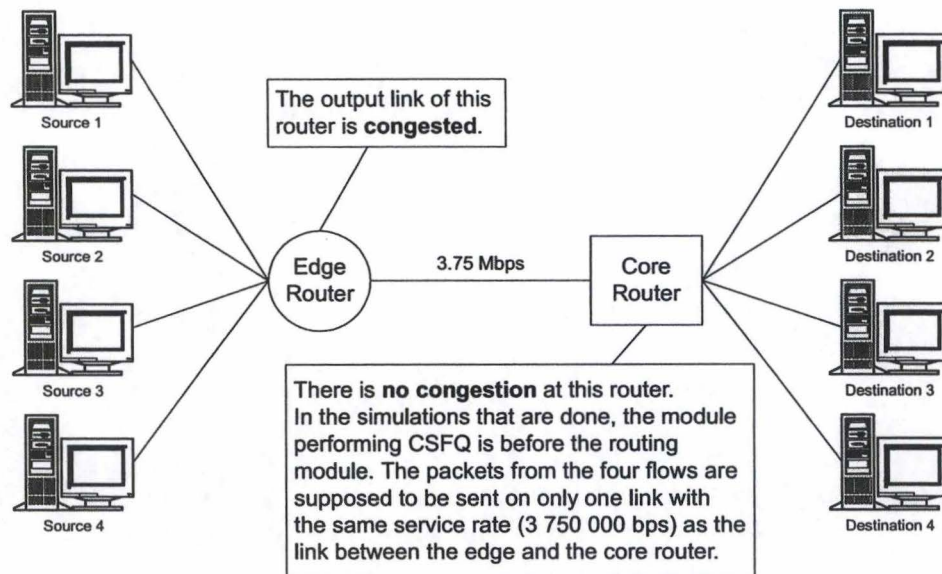 Source 1
Source 2
Source 3
Source 4
The output link of this
router is congested.
Edge
Router
3.75 Mbps
Core
Router
There is no congestion at this router.
In the simulations that are done, the module
performing CSFQ is before the routing
module. The packets from the four flows are
supposed to be sent on only one link with
the same service rate (3 750 000 bps) as the
link between the edge and the core router.
Destination 1
Destination 2
Destination 3
Destination 4